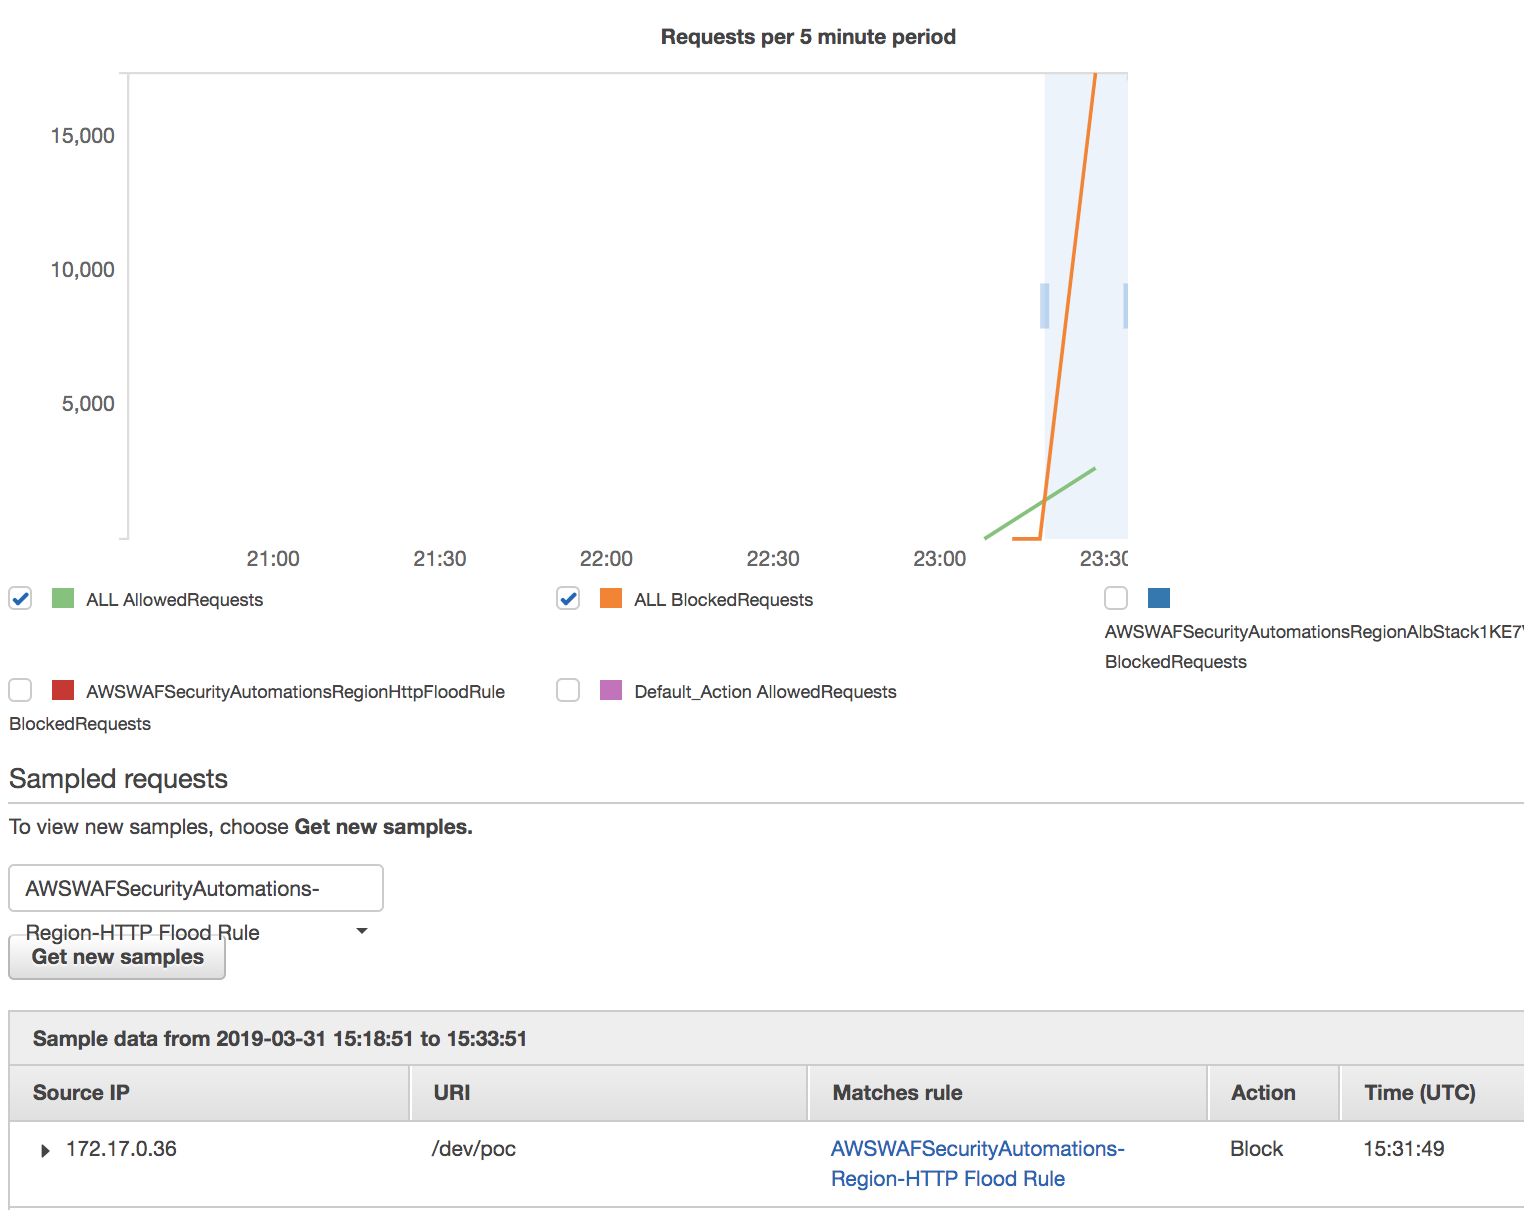 Requests per 5 minute period
15,000
10,000
5,000
21:00 21:30 22:00 22:30 23:00 23:30
ALL AllowedRequests
ALL BlockedRequests
AWSWAFSecurityAutomationsRegionAlbStack1KE7
BlockedRequests
AWSWAFSecurityAutomationsRegionHttpFloodRule
BlockedRequests
Default_Action AllowedRequests
Sampled requests
To view new samples, choose Get new samples.
AWSWAFSecurityAutomations-
Region-HTTP Flood Rule
Get new samples
Sample data from 2019-03-31 15:18:51 to 15:33:51
Source IP URI Matches rule Action Time (UTC)
172.17.0.36 /dev/poc AWSWAFSecurityAutomations- Block 15:31:49
Region-HTTP Flood Rule